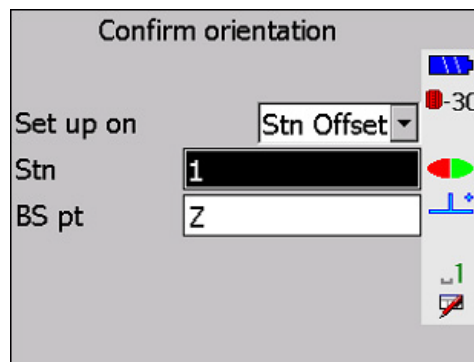 Confirm orientation
-30
Set up on Stn Offset
Stn 1
BS pt Z
1